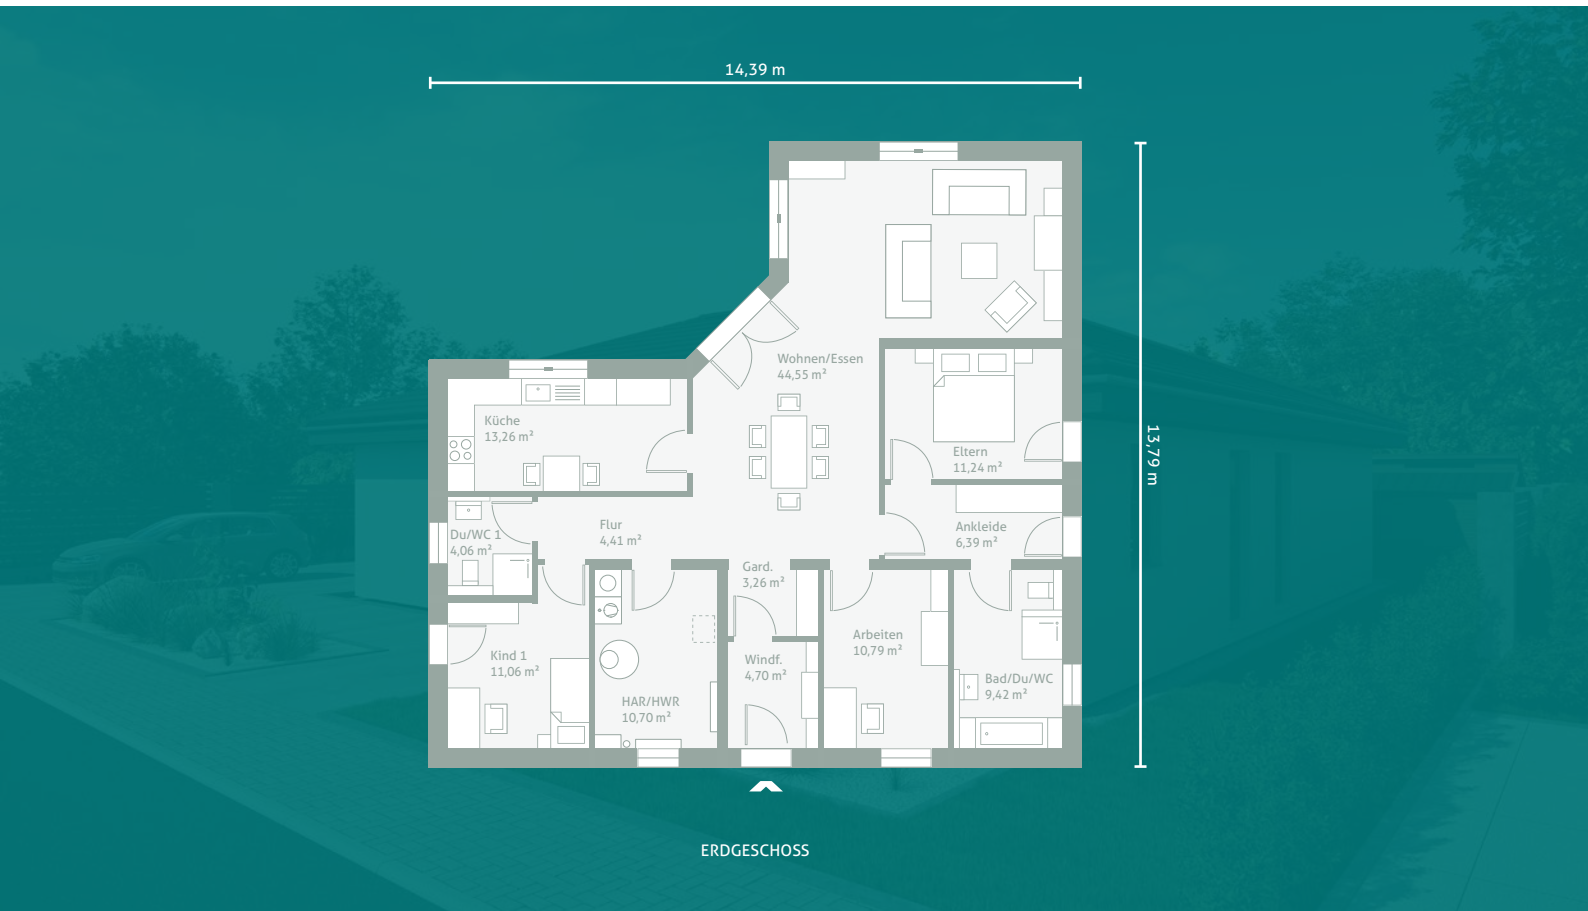 14,39 m
13,79 m
Wohnen/Essen
44,55 m²
Küche
13,26 m²
Eltern
11,24 m²
Du/WC 1
4,06 m²
Flur
4,41 m²
Ankleide
6,39 m²
Gard.
3,26 m²
Kind 1
11,06 m²
HAR/HWR
10,70 m²
Windf.
4,70 m²
Arbeiten
10,79 m²
Bad/Du/WC
9,42 m²
ERDGESCHOSS